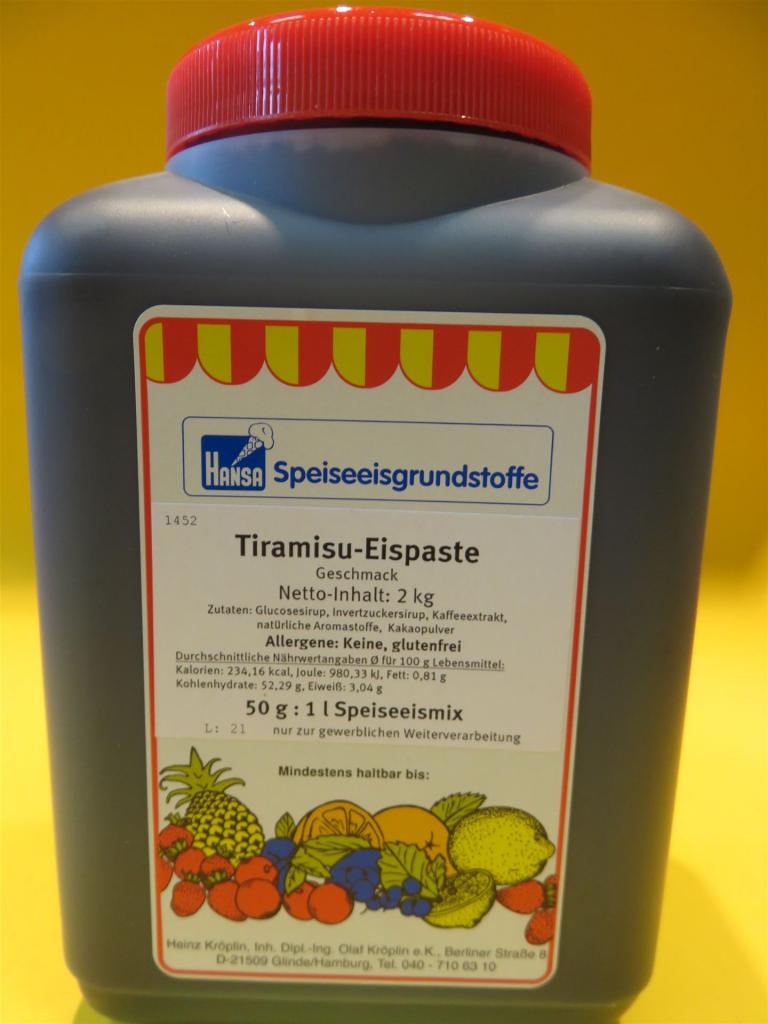 HANSA Speiseeisgrundstoffe
1452
Tiramisu-Eispaste
Geschmack
Netto-Inhalt: 2 kg
Zutaten: Glucosesirup, Invertzuckersirup, Kaffeeextrakt,
natürliche Aromastoffe, Kakaopulver
Allergene: Keine, glutenfrei
Durchschnittliche Nährwertangaben Ø für 100 g Lebensmittel:
Kalorien: 234,16 kcal, Joule: 980,33 kJ, Fett: 0,81 g
Kohlenhydrate: 52,29 g, Eiweiß: 3,04 g
50 g : 1 l Speiseeismix
L: 21 nur zur gewerblichen Weiterverarbeitung
Mindestens haltbar bis:
Heinz Kröplin, Inh. Dipl.-Ing. Olaf Kröplin e.K., Berliner Straße 8
D-21509 Glinde/Hamburg, Tel. 040 - 710 63 10